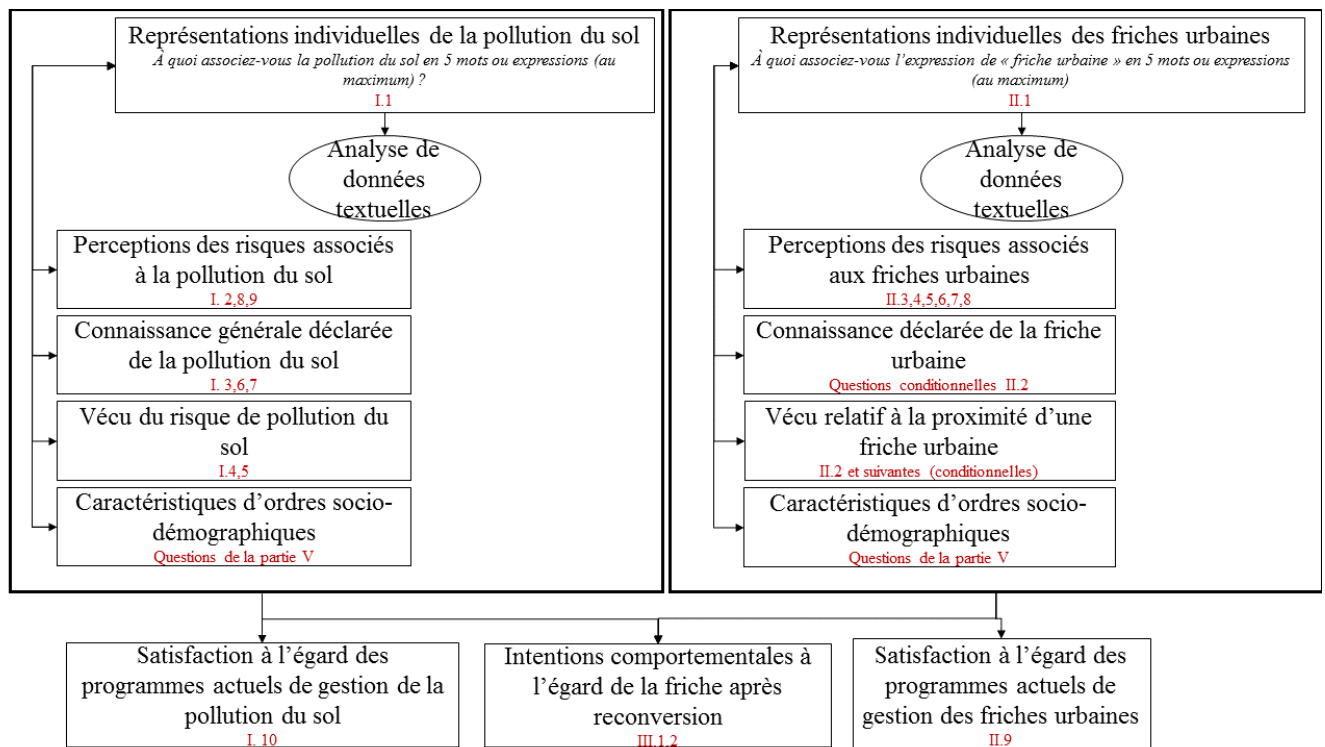 Représentations individuelles de la pollution du sol
À quoi associez-vous la pollution du sol en 5 mots ou expressions (au
maximum) ?
I.1
Analyse de
données
textuelles
Perceptions des risques associés
à la pollution du sol
I. 2,8,9
Connaissance générale déclarée
de la pollution du sol
I. 3,6,7
Vécu du risque de pollution du
sol
I.4,5
Caractéristiques d’ordres socio-
démographiques
Questions de la partie V
Représentations individuelles des friches urbaines
À quoi associez-vous l’expression de « friche urbaine » en 5 mots ou expressions
(au maximum)
II.1
Analyse de
données
textuelles
Perceptions des risques associés
aux friches urbaines
II.3,4,5,6,7,8
Connaissance déclarée de la friche
urbaine
Questions conditionnelles II.2
Vécu relatif à la proximité d’une
friche urbaine
II.2 et suivantes (conditionnelles)
Caractéristiques d’ordres socio-
démographiques
Questions de la partie V
Satisfaction à l’égard des
programmes actuels de gestion de la
pollution du sol
I. 10
Intentions comportementales à
l’égard de la friche après
reconversion
III.1.2
Satisfaction à l’égard des
programmes actuels de
gestion des friches urbaines
II.9